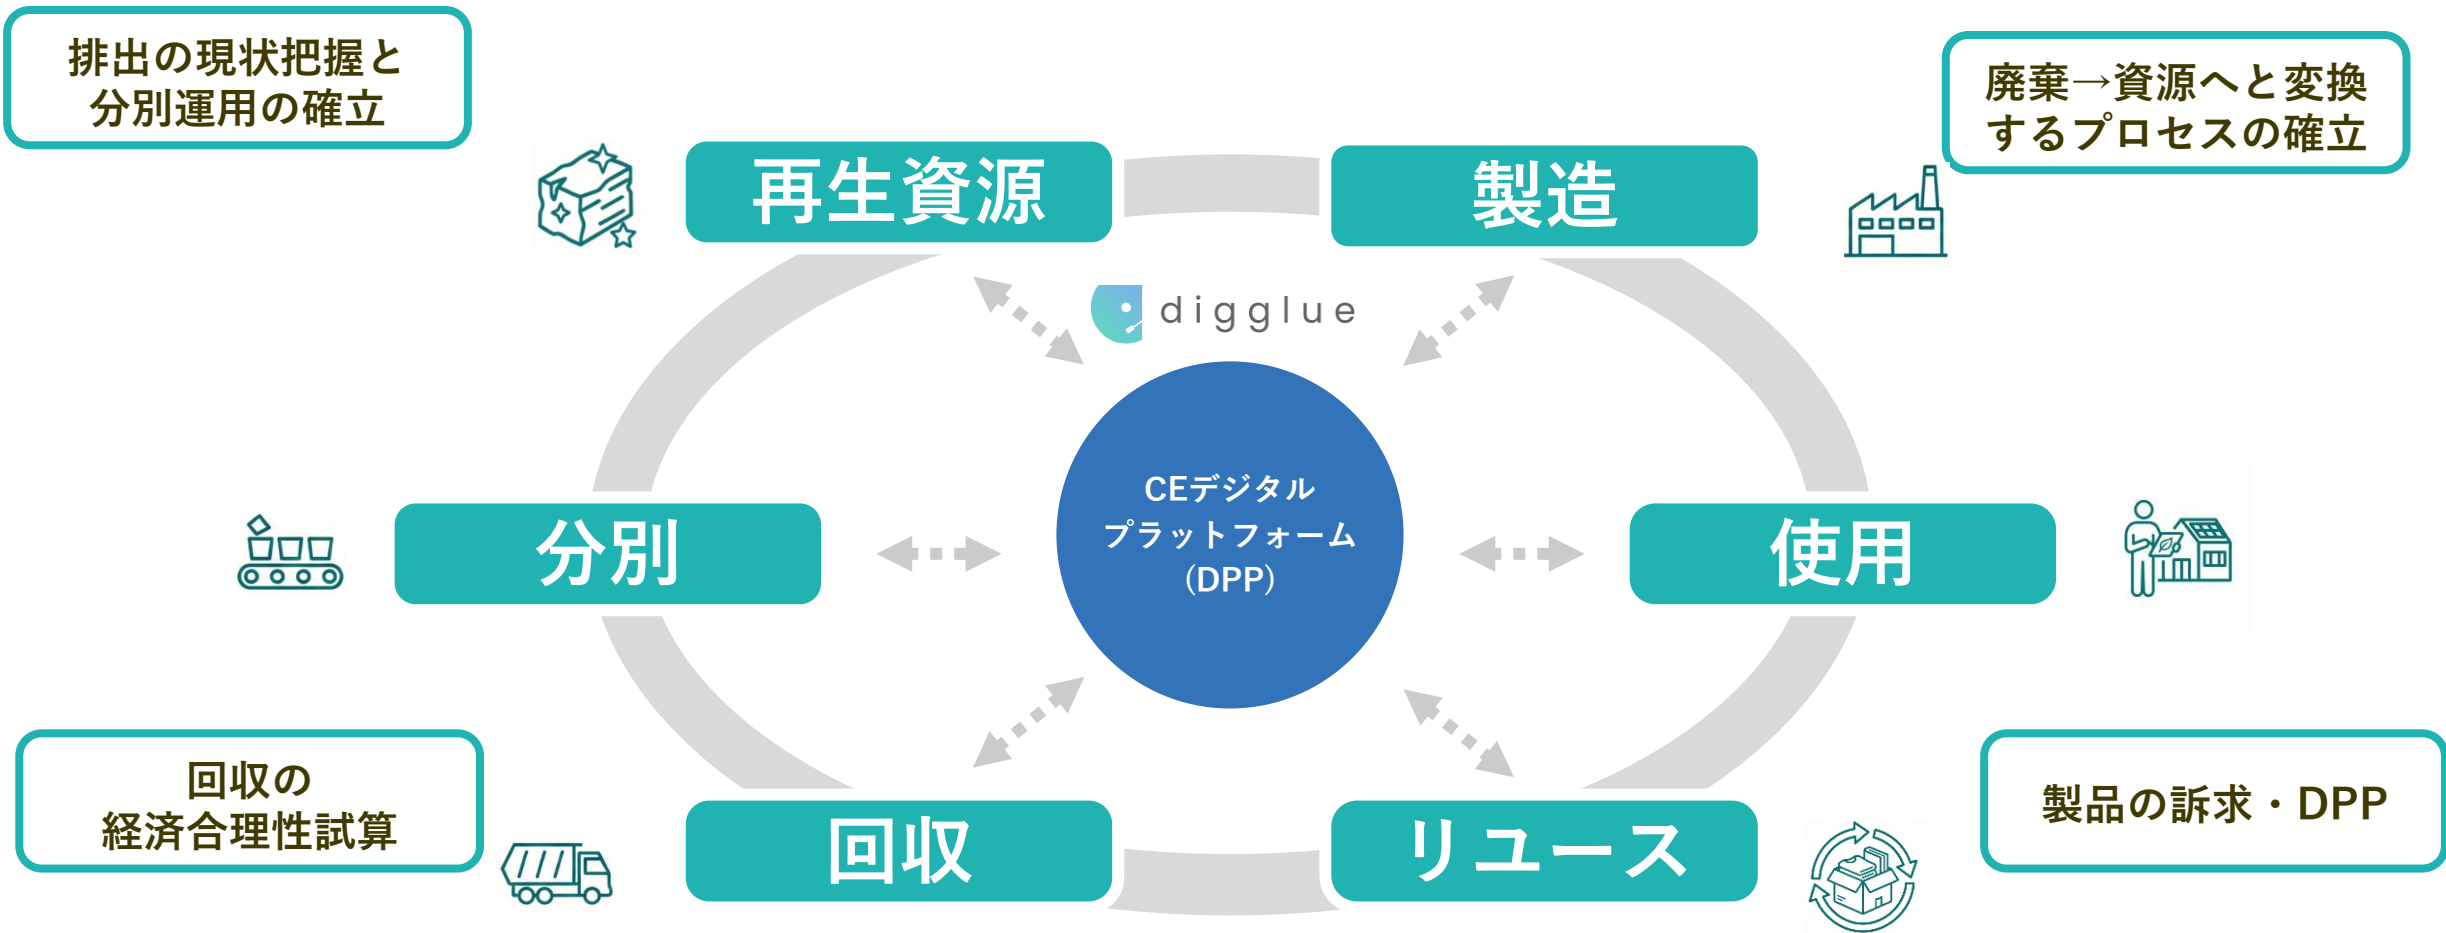 排出の現状把握と
分別運用の確立
廃棄→資源へと変換
するプロセスの確立
再生資源
製造
digglue
CEデジタル
プラットフォーム
(DPP)
分別
使用
回収の
経済合理性試算
製品の訴求・DPP
回収
リユース